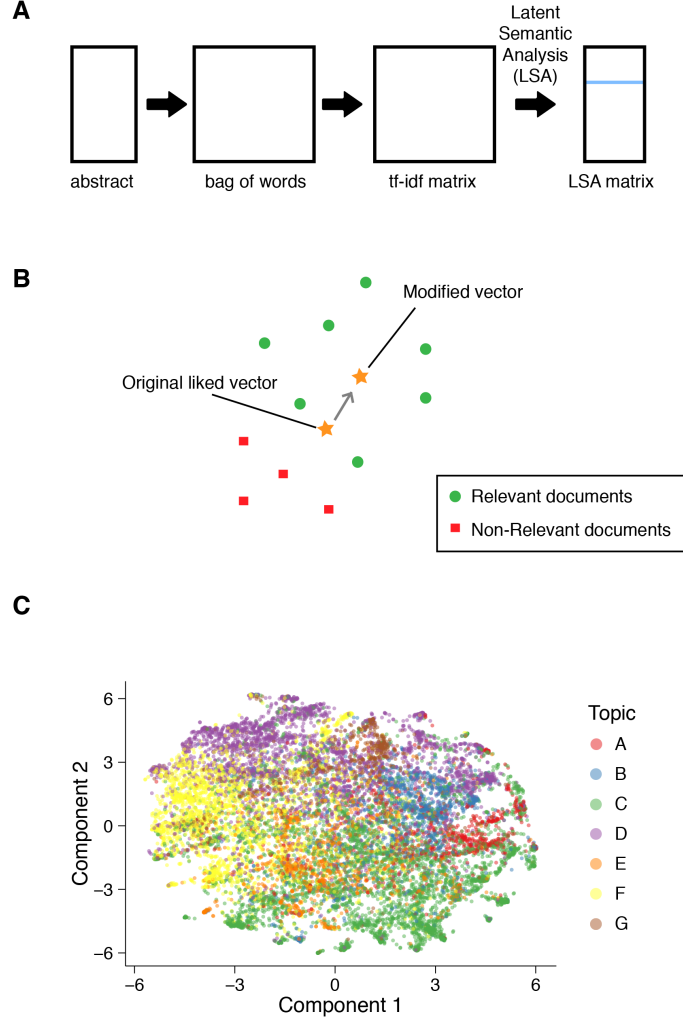 A
Latent
Semantic
Analysis
(LSA)
abstract
bag of words
tf-idf matrix
LSA matrix
B
Modified vector
Original liked vector
Relevant documents
Non-Relevant documents
C
Topic
A
B
C
D
E
F
G
Component 2
6
3
0
−3
−6
−6
−3
0
3
6
Component 1